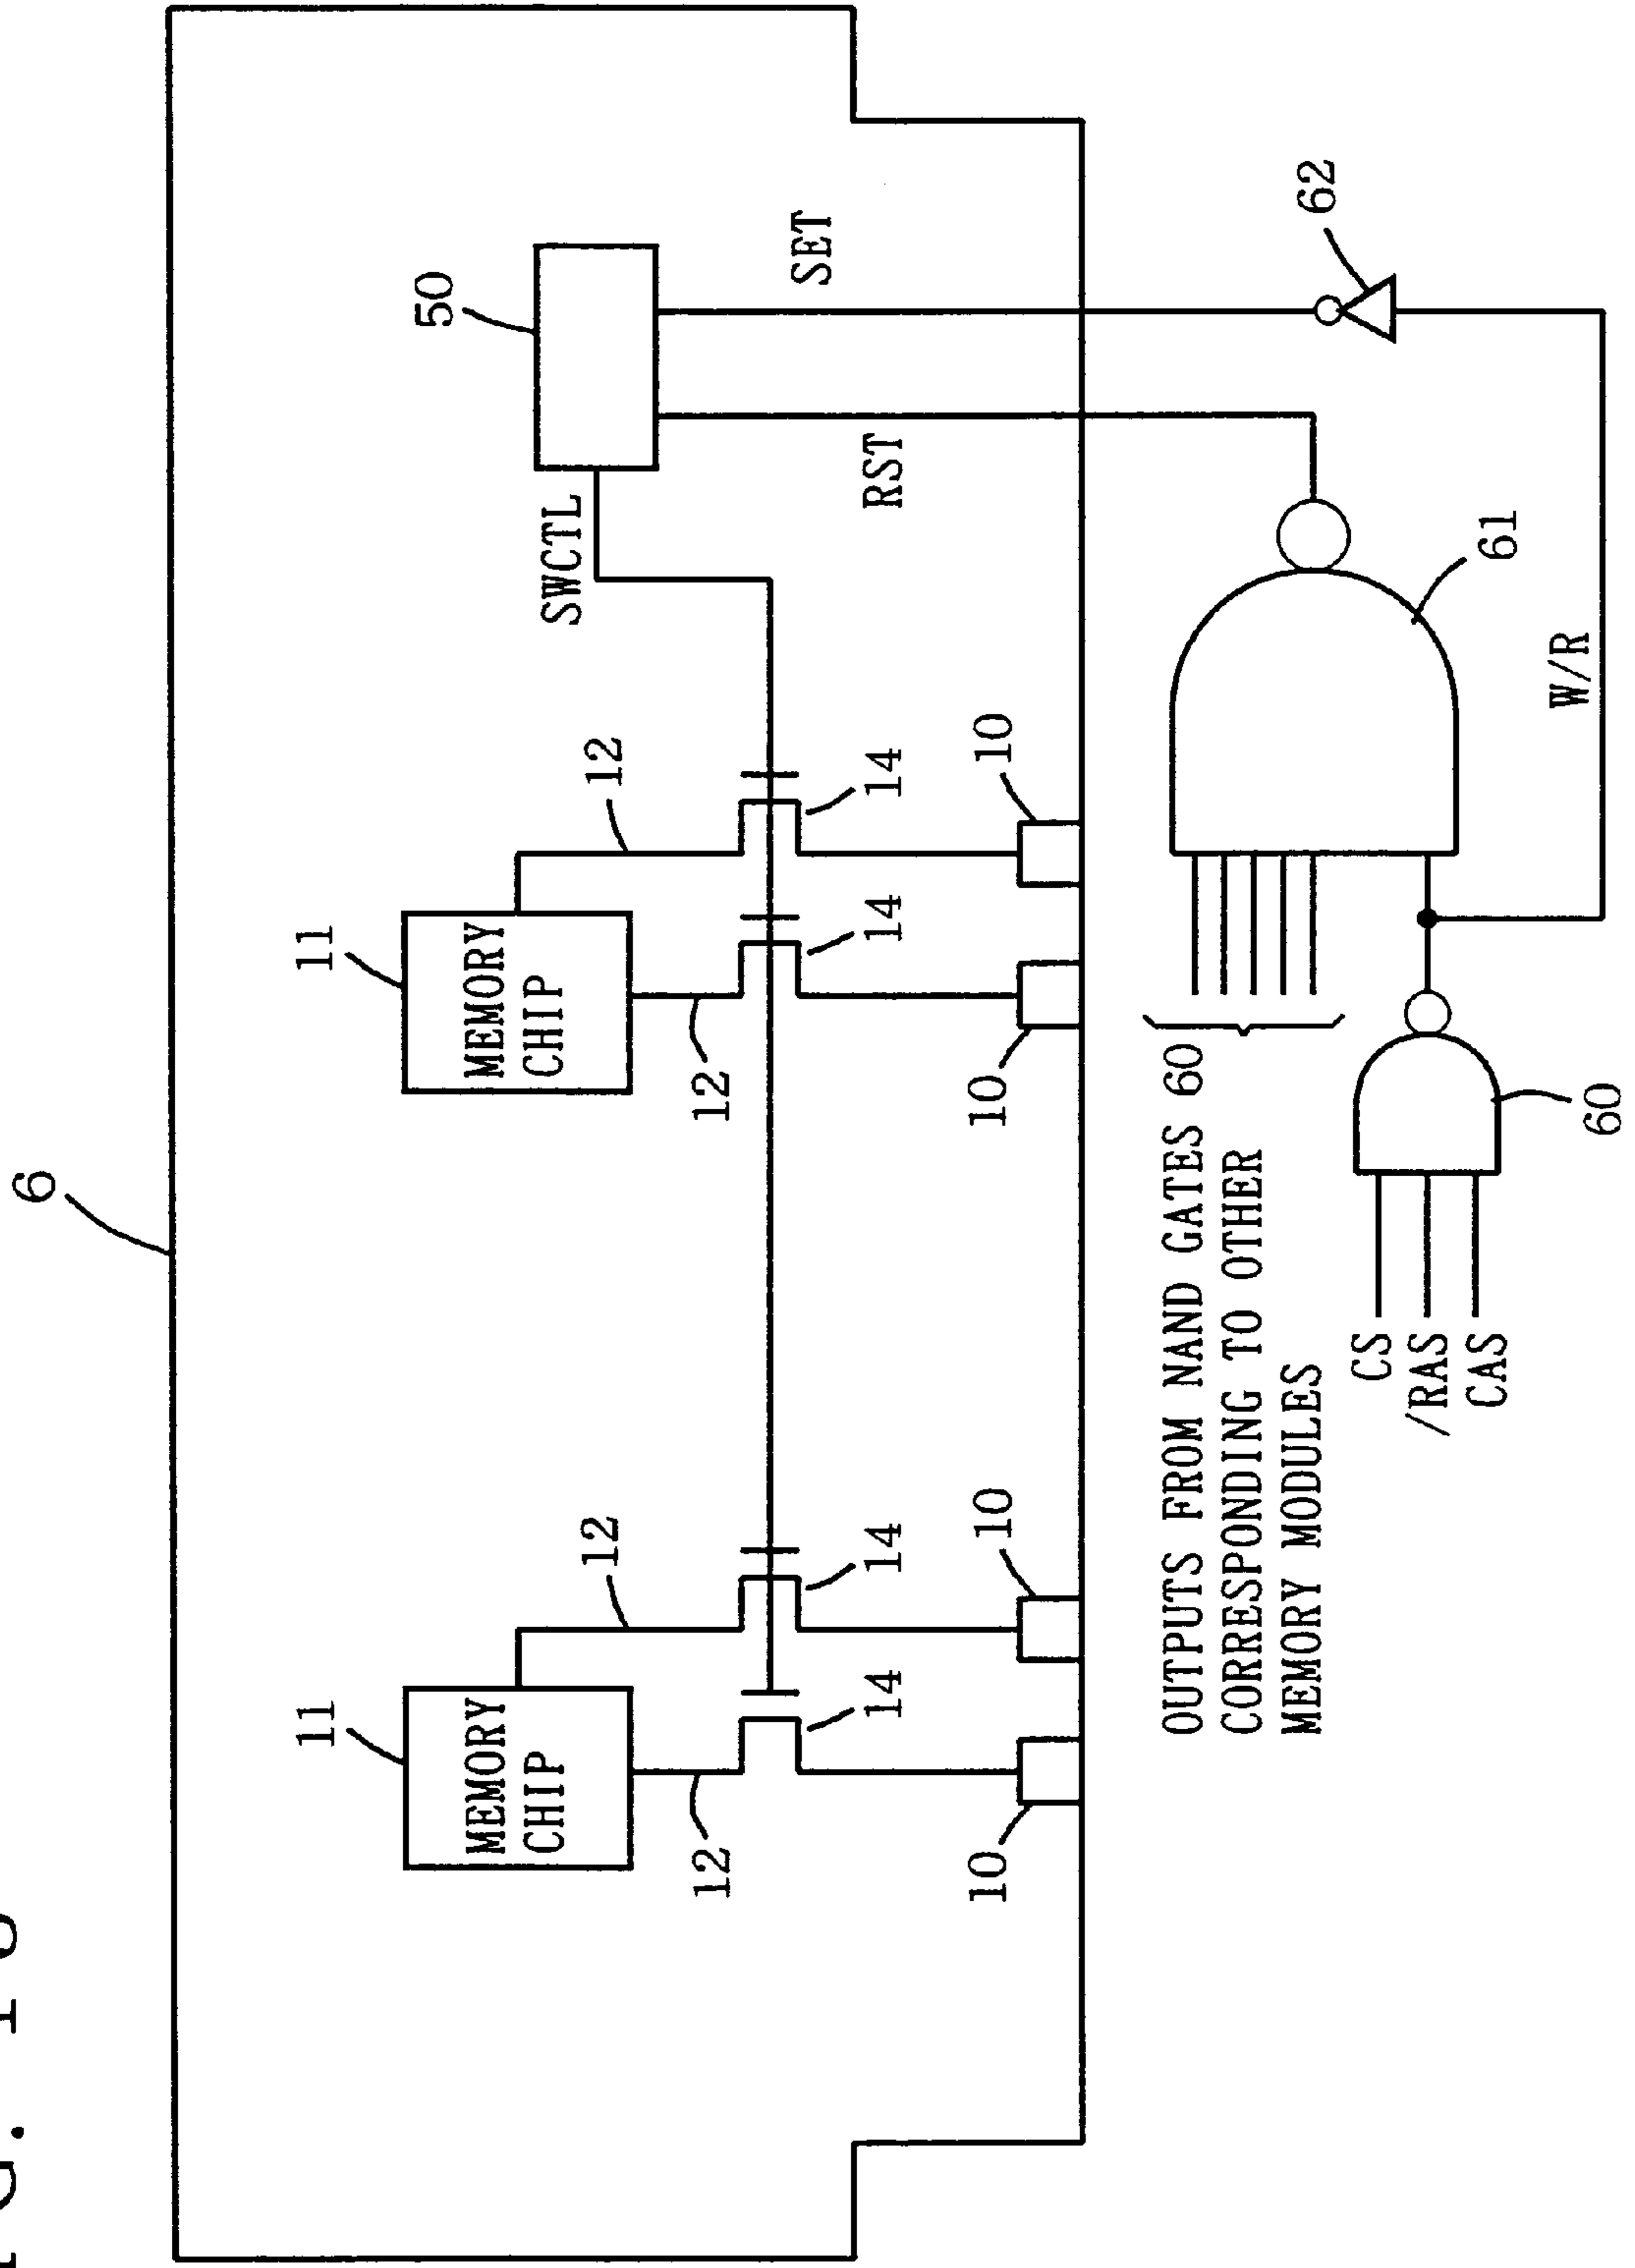 6
11
MEMORY
CHIP
12
12
14
14
10
10
11
MEMORY
CHIP
12
12
14
14
10
10
50
SWCTL
RST
SET
OUTPUTS FROM NAND GATES 60
CORRESPONDING TO OTHER
MEMORY MODULES
CS
/RAS
CAS
60
61
62
W/R